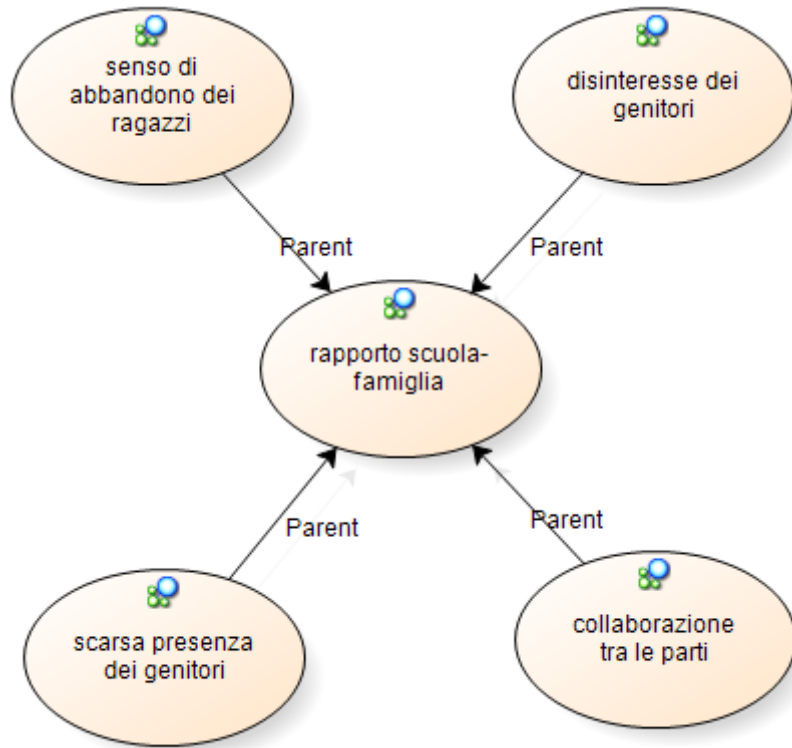 senso di
abbandono dei
ragazzi
disinteresse dei
genitori
Parent
Parent
rapporto scuola-
famiglia
Parent
Parent
scarsa presenza
dei genitori
collaborazione
tra le parti